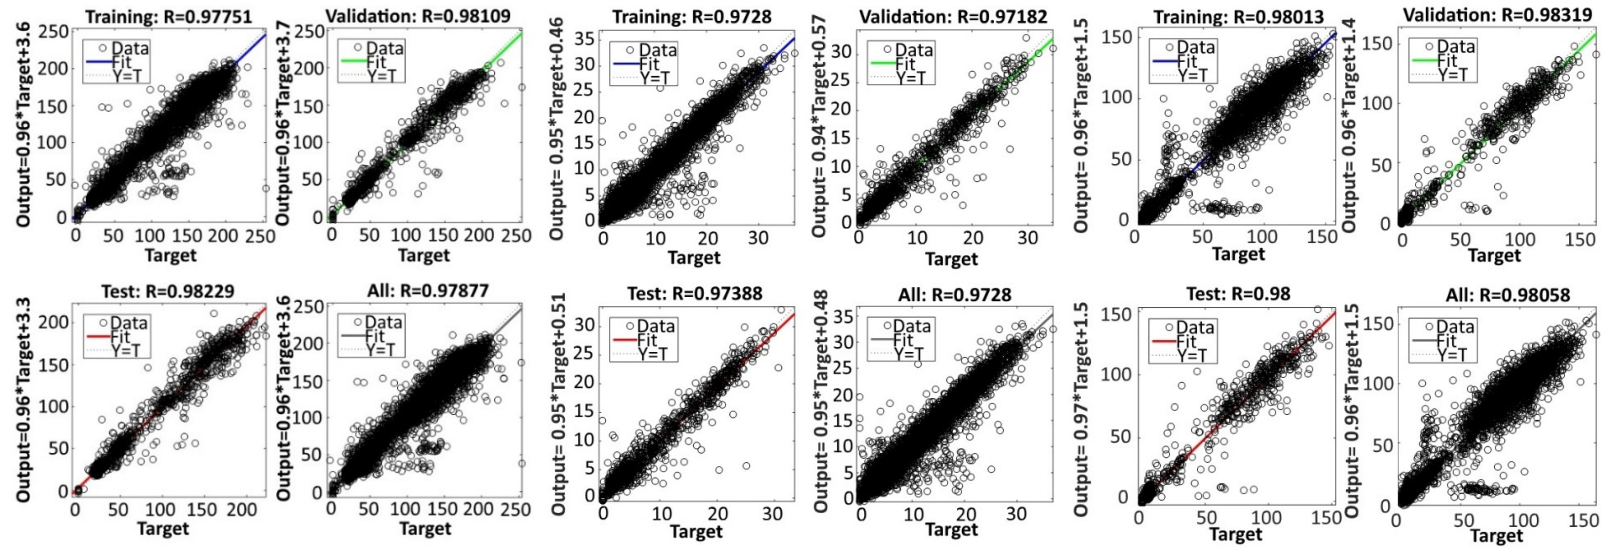 Training: R=0.97751
Output=0.96*Target+3.6
250
200
150
100
50
0
Data
Fit
Y=T
0 50 100 150 200 250
Target
Validation: R=0.98109
Output=0.96*Target+3.7
250
200
150
100
50
0
Data
Fit
Y=T
0 50 100 150 200 250
Target
Training: R=0.9728
Output= 0.95*Target+0.46
35
30
25
20
15
10
5
0
Data
Fit
Y=T
0 10 20 30
Target
Validation: R=0.97182
Output= 0.94*Target+0.57
30
25
20
15
10
5
0
Data
Fit
Y=T
0 10 20 30
Target
Training: R=0.98013
Output= 0.96*Target+1.5
150
100
50
0
Data
Fit
Y=T
0 50 100 150
Target
Validation: R=0.98319
Output= 0.96*Target+1.4
150
100
50
0
Data
Fit
Y=T
0 50 100 150
Target
Test: R=0.98229
Output=0.96*Target+3.3
200
150
100
50
0
Data
Fit
Y=T
0 50 100 150 200
Target
All: R=0.97877
Output=0.96*Target+3.6
250
200
150
100
50
0
Data
Fit
Y=T
0 50 100 150 200 250
Target
Test: R=0.97388
Output= 0.95*Target+0.51
30
25
20
15
10
5
0
Data
Fit
Y=T
0 10 20 30
Target
All: R=0.9728
Output= 0.95*Target+0.48
35
30
25
20
15
10
5
0
Data
Fit
Y=T
0 10 20 30
Target
Test: R=0.98
Output= 0.97*Target+1.5
150
100
50
0
Data
Fit
Y=T
0 50 100 150
Target
All: R=0.98058
Output= 0.96*Target+1.5
150
100
50
0
Data
Fit
Y=T
0 50 100 150
Target